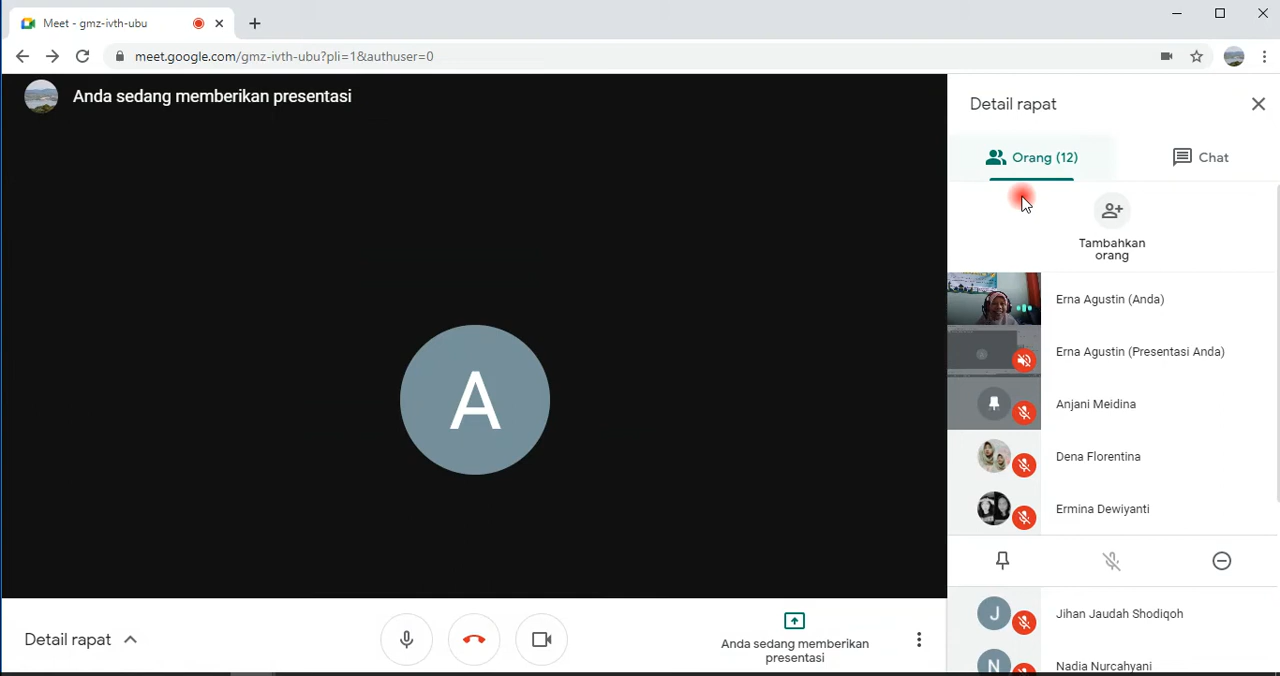 Meet - gmz-ivth-ubu
meet.google.com/gmz-ivth-ubu?pli=1&authuser=0
Anda sedang memberikan presentasi
Detail rapat
Orang (12)
Chat
Tambahkan
orang
Erna Agustin (Anda)
Erna Agustin (Presentasi Anda)
Anjani Meidina
Dena Florentina
Ermina Dewiyanti
Jihan Jaudah Shodiqoh
J
Nadia Nurcahyani
N
A
Detail rapat
Anda sedang memberikan
presentasi